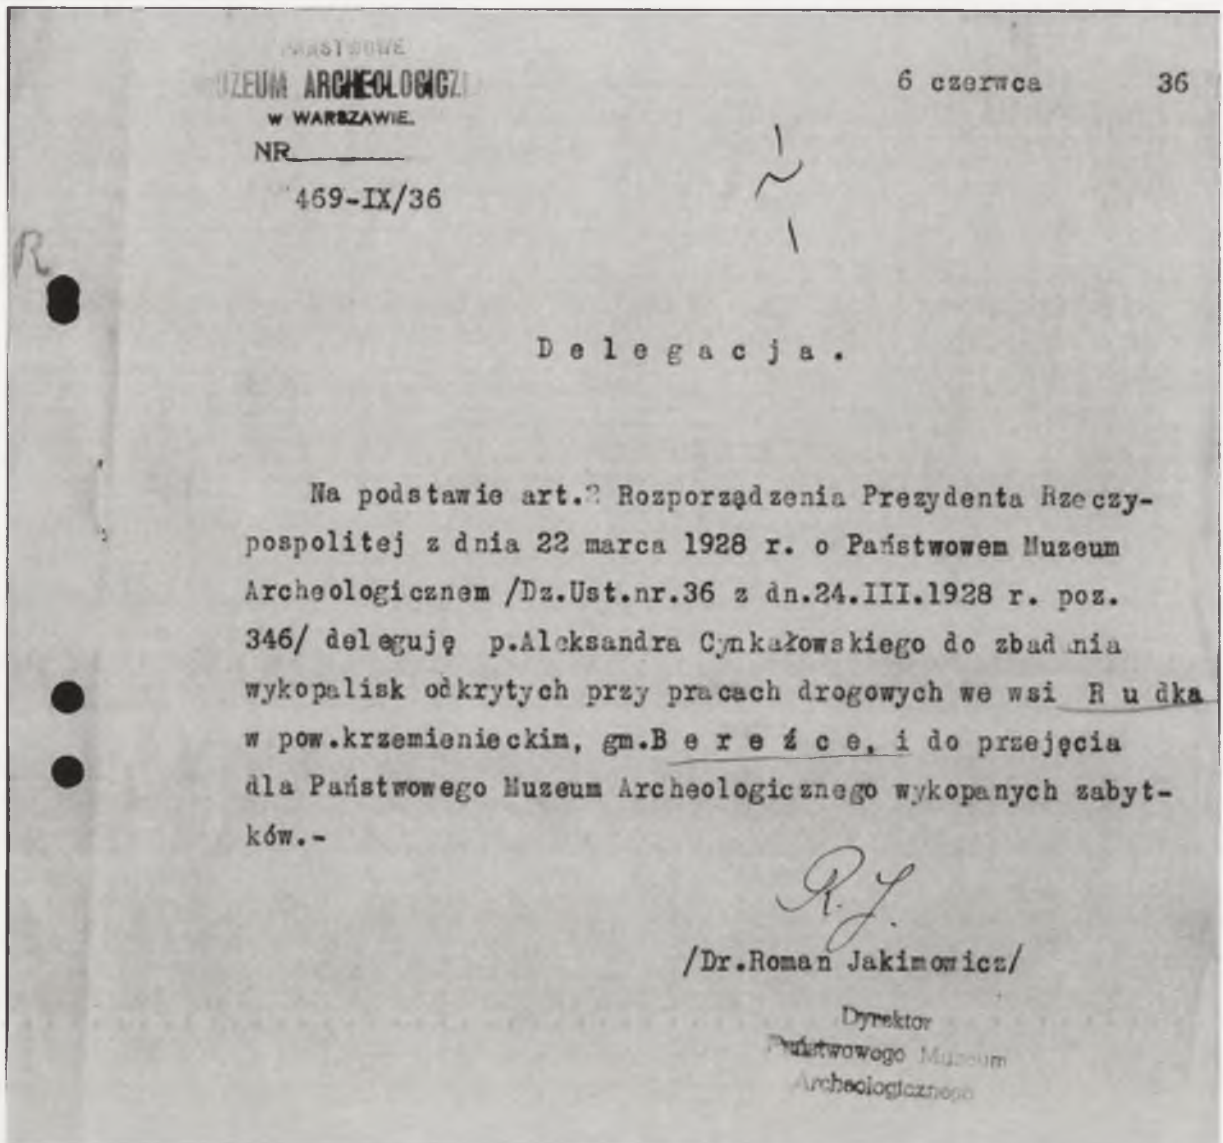 PAŃSTWOWE
UZEUM ARCHEOLOGICZ
w WARSZAWIE.
NR
469-IX/36
6 czerwca 36
R
Delegacja.
Na podstawie art. Rozporządzenia Prezydenta Rzeczy-
pospolitej z dnia 22 marca 1928 r. o Państwowem Muzeum
Archeologicznem /Dz.Ust.nr.36 z dn.24.III.1928 r. poz.
346/ deleguję p.Aleksandra Cynkałowskiego do zbadania
wykopalisk odkrytych przy pracach drogowych we wsi R u dka
w pow.krzemienieckim, gm.B e r e ź c e, i do przejęcia
dla Państwowego Muzeum Archeologicznego wykopanych zabyt-
ków.-
R.J.
/Dr.Roman Jakimowicz/
Dyrektor
Państwowego Muzeum
Archeologicznego